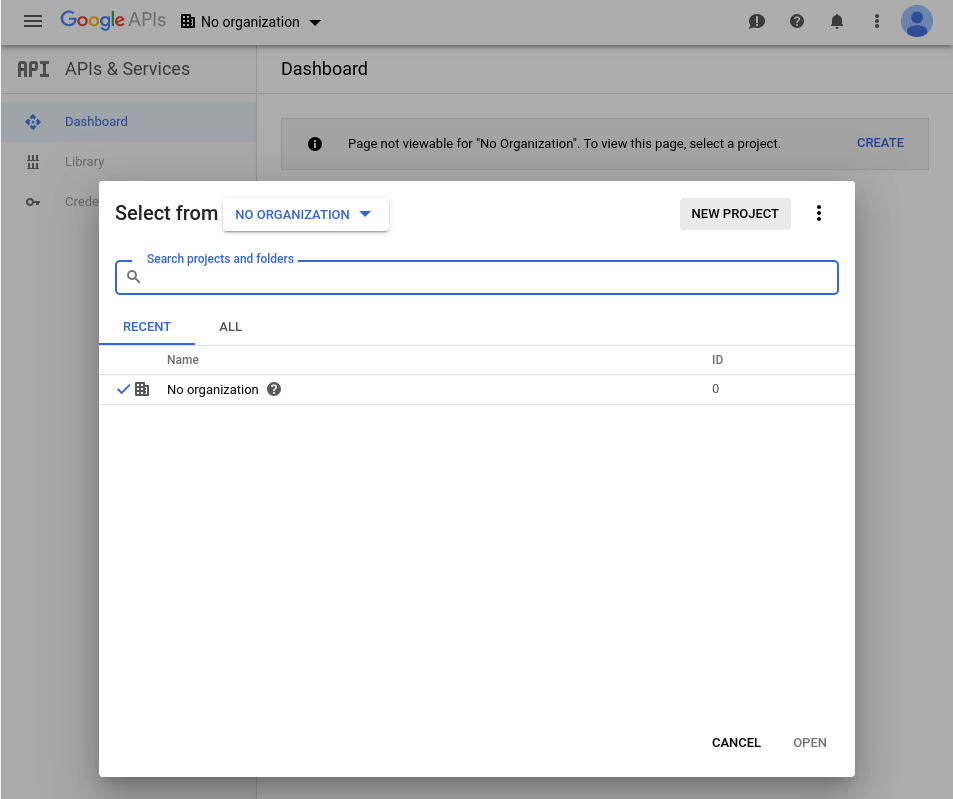 Google APIs No organization
API APIs & Services Dashboard
Dashboard
Page not viewable for "No Organization". To view this page, select a project. CREATE
Library
Crede
Select from NO ORGANIZATION NEW PROJECT
Search projects and folders
RECENT ALL
Name ID
No organization 0
CANCEL OPEN